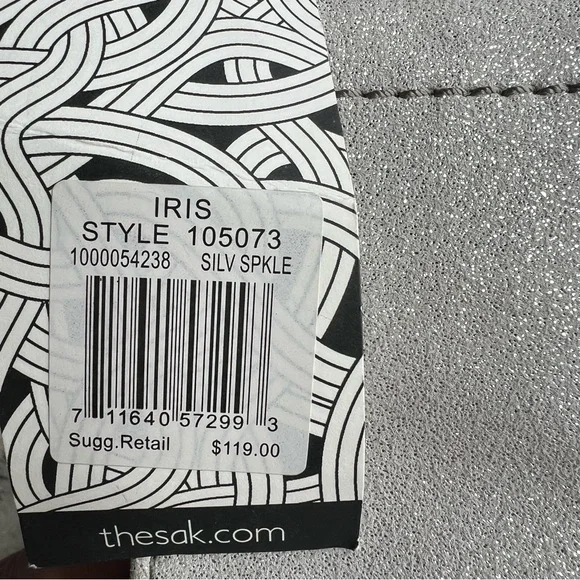 IRIS
STYLE 105073
1000054238 SILV SPKLE
7 11640 57299 3
Sugg.Retail $119.00
thesak.com